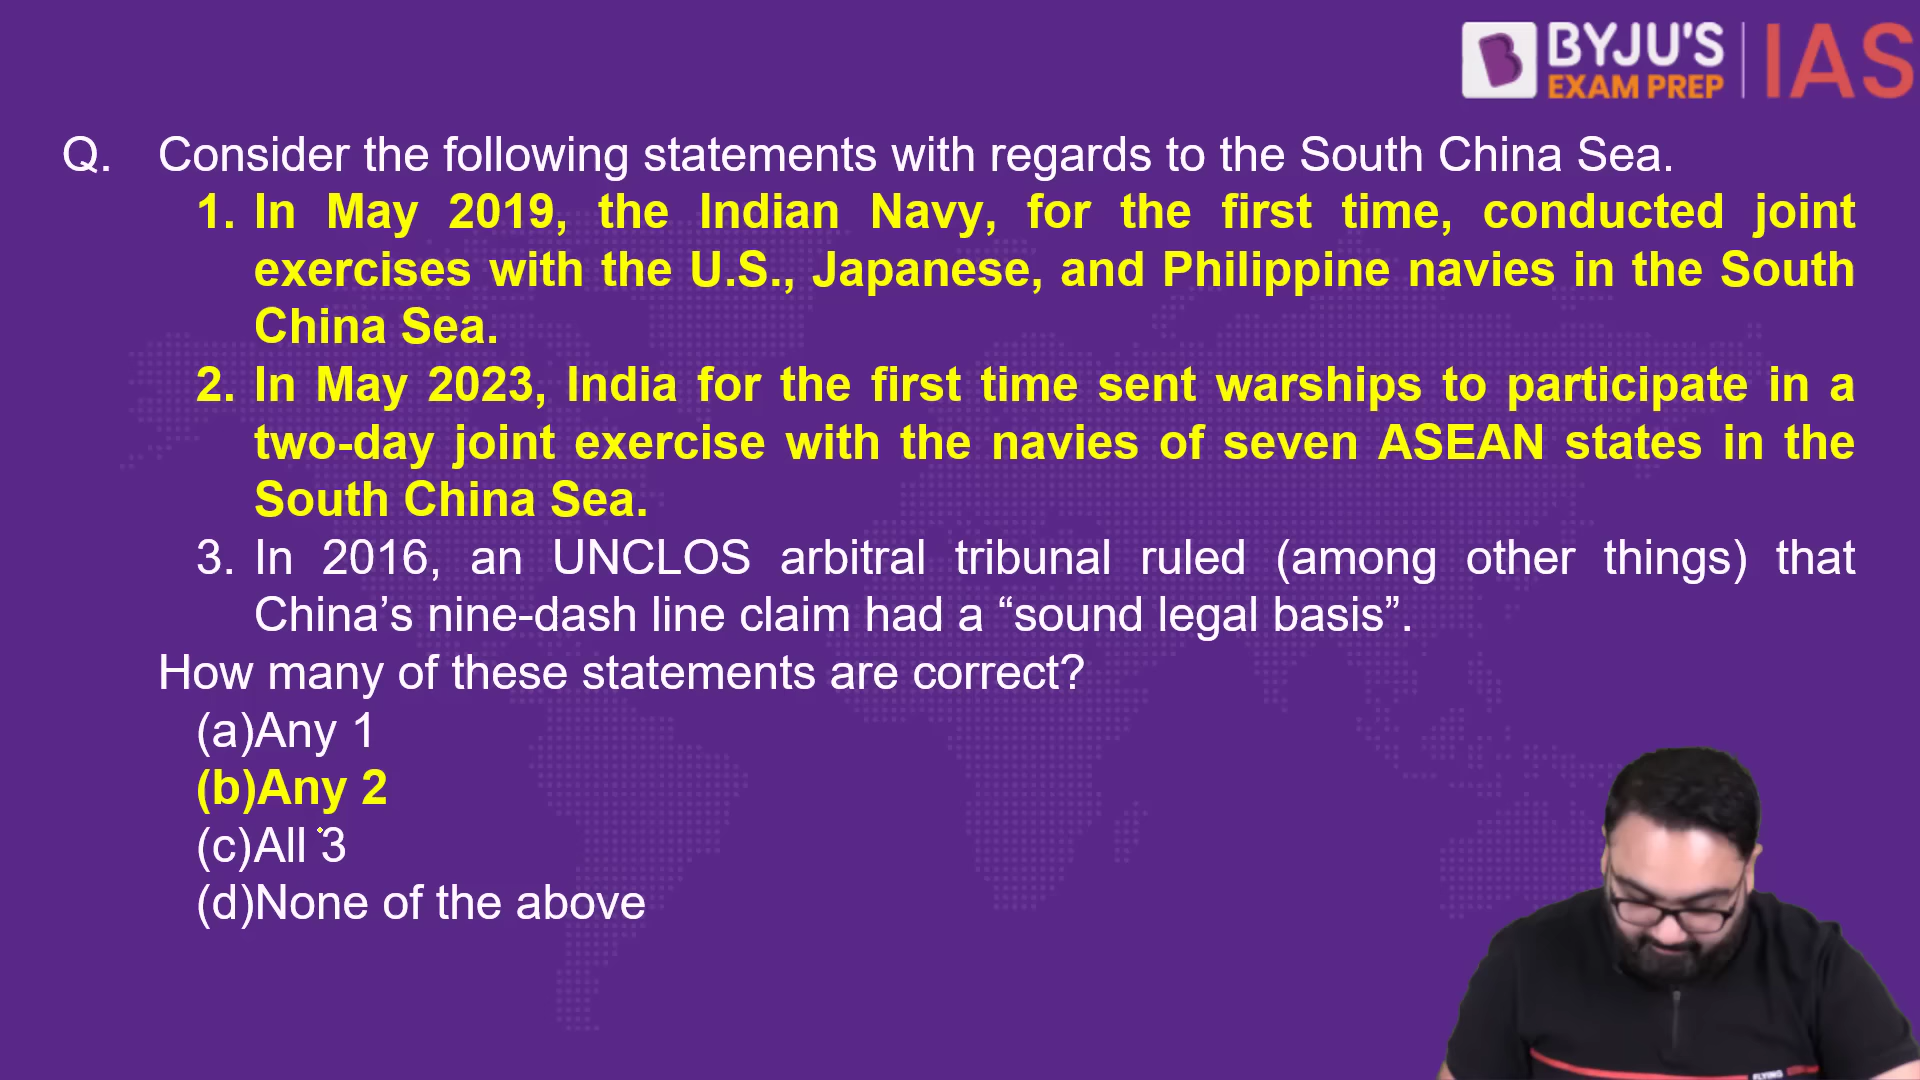 BYJU'S
EXAM PREP
IAS
Q. Consider the following statements with regards to the South China Sea.
1. In May 2019, the Indian Navy, for the first time, conducted joint
exercises with the U.S., Japanese, and Philippine navies in the South
China Sea.
2. In May 2023, India for the first time sent warships to participate in a
two-day joint exercise with the navies of seven ASEAN states in the
South China Sea.
3. In 2016, an UNCLOS arbitral tribunal ruled (among other things) that
China’s nine-dash line claim had a “sound legal basis”.
How many of these statements are correct?
(a)Any 1
(b)Any 2
(c)All 3
(d)None of the above